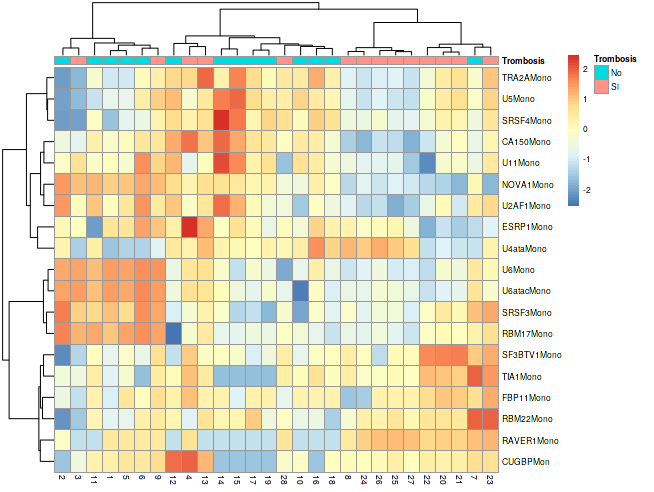 Trombosis
Trombosis
TRA2AMono
U5Mono
SRSF4Mono
CA150Mono
U11Mono
NOVA1Mono
U2AF1Mono
ESRP1Mono
U4ataMono
U6Mono
U6atacMono
SRSF3Mono
RBM17Mono
SF3BTV1Mono
TIA1Mono
FBP11Mono
RBM22Mono
RAVER1Mono
CUGBPMon
2 3 11 1 5 6 9 12 4 13 14 15 17 19 28 10 16 18 8 24 26 25 27 22 20 21 7 23
2
1
0
-1
-2
No
SI